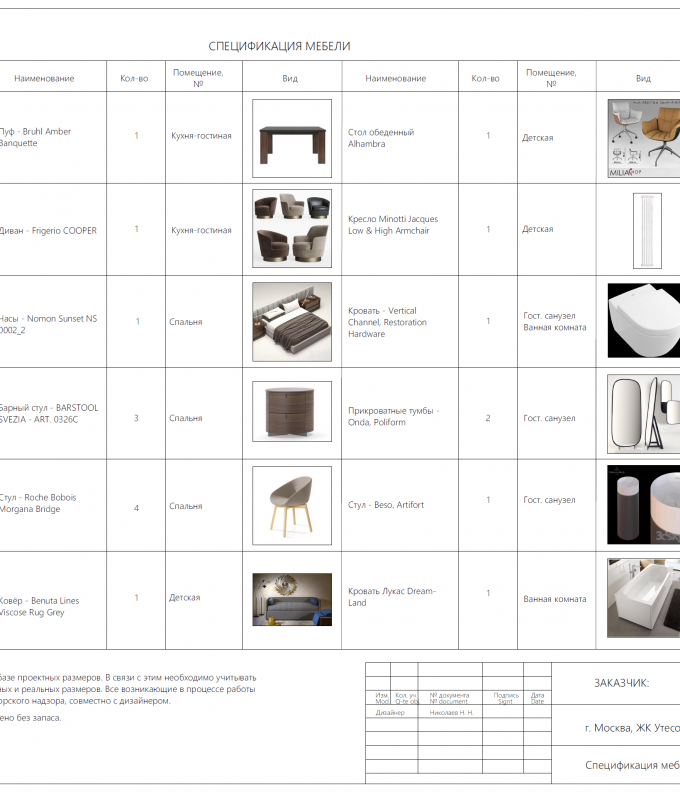 СПЕЦИФИКАЦИЯ МЕБЕЛИ
Наименование
Кол-во
Помещение,
№
Вид
Наименование
Кол-во
Помещение,
№
Вид
Пуф - Bruhl Amber
Banquette
1
Кухня-гостиная
Стол обеденный
Alhambra
1
Детская
MILIASHOP
Диван - Frigerio COOPER
1
Кухня-гостиная
Кресло Minotti Jacques
Low & High Armchair
1
Детская
Часы - Nomon Sunset NS
0002_2
1
Спальня
Кровать - Vertical
Channel, Restoration
Hardware
1
Гост. санузел
Ванная комната
Барный стул - BARSTOOL
SVEZIA - ART. 0326C
3
Спальня
Прикроватные тумбы -
Onda, Poliform
2
Гост. санузел
Стул - Roche Bobois
Morgana Bridge
4
Спальня
Стул - Beso, Artifort
1
Гост. санузел
Ковёр - Benuta Lines
Viscose Rug Grey
1
Детская
Кровать Лукас Dream-
Land
1
Ванная комната
базе проектных размеров. В связи с этим необходимо учитывать
ных и реальных размеров. Все возникающие в процессе работы
орского надзора, совместно с дизайнером.
ено без запаса.
Изм.
Mod.
Кол. уч
Q-te ob.
№ документа
№ document
Подпись
Signt
Дата
Date
Дизайнер
Николаев Н. Н.
ЗАКАЗЧИК:
г. Москва, ЖК Утесо
Спецификация меб